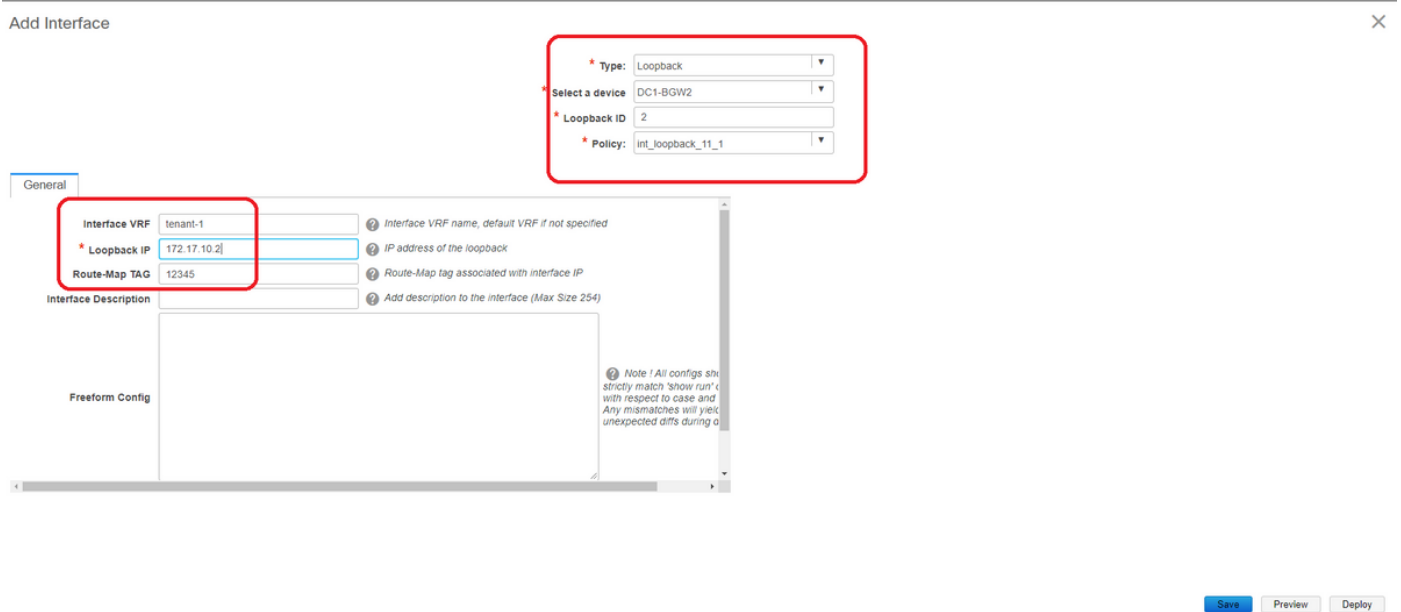 Add Interface
* Type: Loopback
* Select a device DC1-BGW2
* Loopback ID 2
* Policy: int_loopback_11_1
General
Interface VRF tenant-1 Interface VRF name, default VRF if not specified
* Loopback IP 172.17.10.2 IP address of the loopback
Route-Map TAG 12345 Route-Map tag associated with interface IP
Interface Description Add description to the interface (Max Size 254)
Freeform Config
Note ! All configs
strictly match 'show run'
with respect to case and
Any mismatches will
unexpected diffs during
Save Preview Deploy